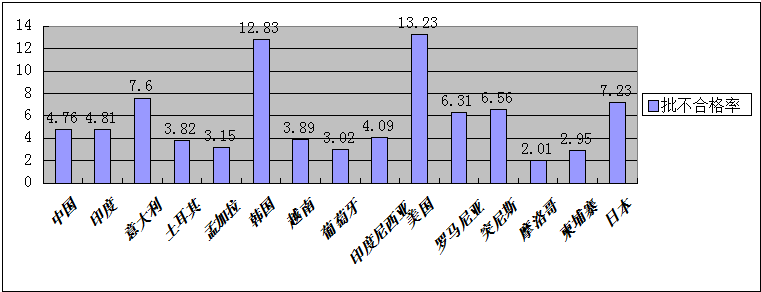 14
12
10
8
6
4
2
0
4.76
4.81
7.6
3.82
3.15
12.83
3.89
3.02
4.09
13.23
6.31
6.56
2.01
2.95
7.23
中国
印度
意大利
土耳其
孟加拉
韩国
越南
葡萄牙
印度尼西亚
美国
罗马尼亚
突尼斯
摩洛哥
柬埔寨
日本
批不合格率